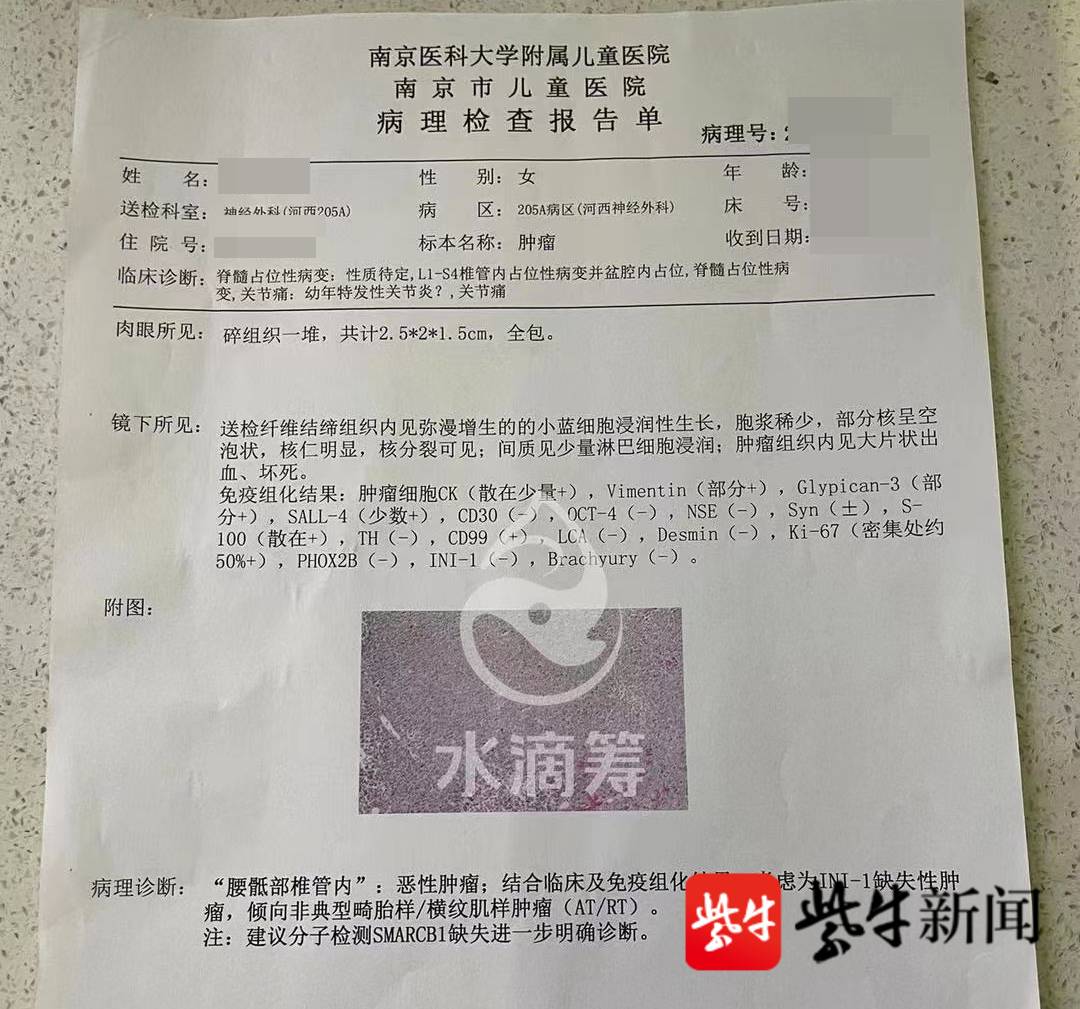 南京医科大学附属儿童医院
南京市儿童医院
病理检查报告单
病理号：2
姓 名： 性 别：女 年 龄：
送检科室：神经外科(河西205A) 病 区：205A病区(河西神经外科) 床 号：
住院号： 标本名称：肿瘤 收到日期：
临床诊断：脊髓占位性病变：性质待定,L1-S4椎管内占位性病变并盆腔内占位,脊髓占位性病
变,关节痛：幼年特发性关节炎？,关节痛
肉眼所见：碎组织一堆，共计2.5*2*1.5cm，全包。
镜下所见：送检纤维结缔组织内见弥漫增生的的小蓝细胞浸润性生长，胞浆稀少，部分核呈空
泡状，核仁明显，核分裂可见；间质见少量淋巴细胞浸润；肿瘤组织内见大片状出
血、坏死。
免疫组化结果：肿瘤细胞CK（散在少量+），Vimentin（部分+），Glypican-3（部
分+），SALL-4（少数+），CD30（-），OCT-4（-），NSE（-），Syn（±），S-
100（散在+），TH（-），CD99（+），LCA（-），Desmin（-），Ki-67（密集处约
50%+），PHOX2B（-），INI-1（-），Brachyury（-）。
附图：
水滴筹
病理诊断：“腰骶部椎管内”：恶性肿瘤；结合临床及免疫组化 虑为INI-1缺失性肿
瘤，倾向非典型畸胎样/横纹肌样肿瘤（AT/RT）。
注：建议分子检测SMARCB1缺失进一步明确诊断。
紫牛 紫牛新闻